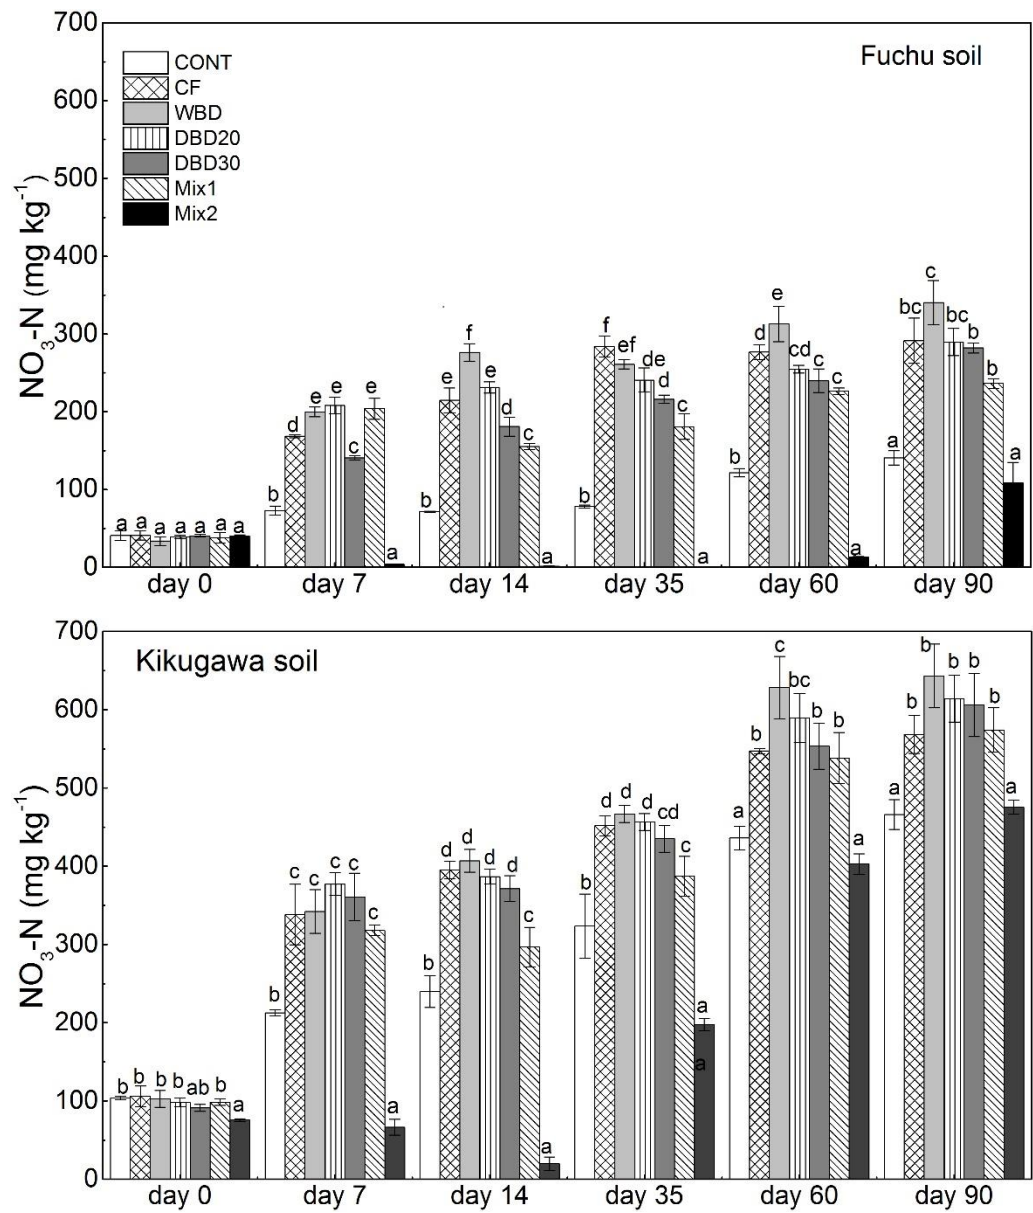 700
600
500
400
300
200
100
0
NO3-N (mg kg-1)
Fuchu soil
CONT
CF
WBD
DBD20
DBD30
Mix1
Mix2
a a a a a a a
b d e e c e a
b e f e d c a
b f ef de d c a
b d e cd c c a
a bc c bc b b a
day 0 day 7 day 14 day 35 day 60 day 90
700
600
500
400
300
200
100
0
NO3-N (mg kg-1)
Kikugawa soil
b b b b ab b a
b c c c c c a
b d d d d c a
b d d d cd c a
a
a b c bc b b a
a b b b b b a
day 0 day 7 day 14 day 35 day 60 day 90